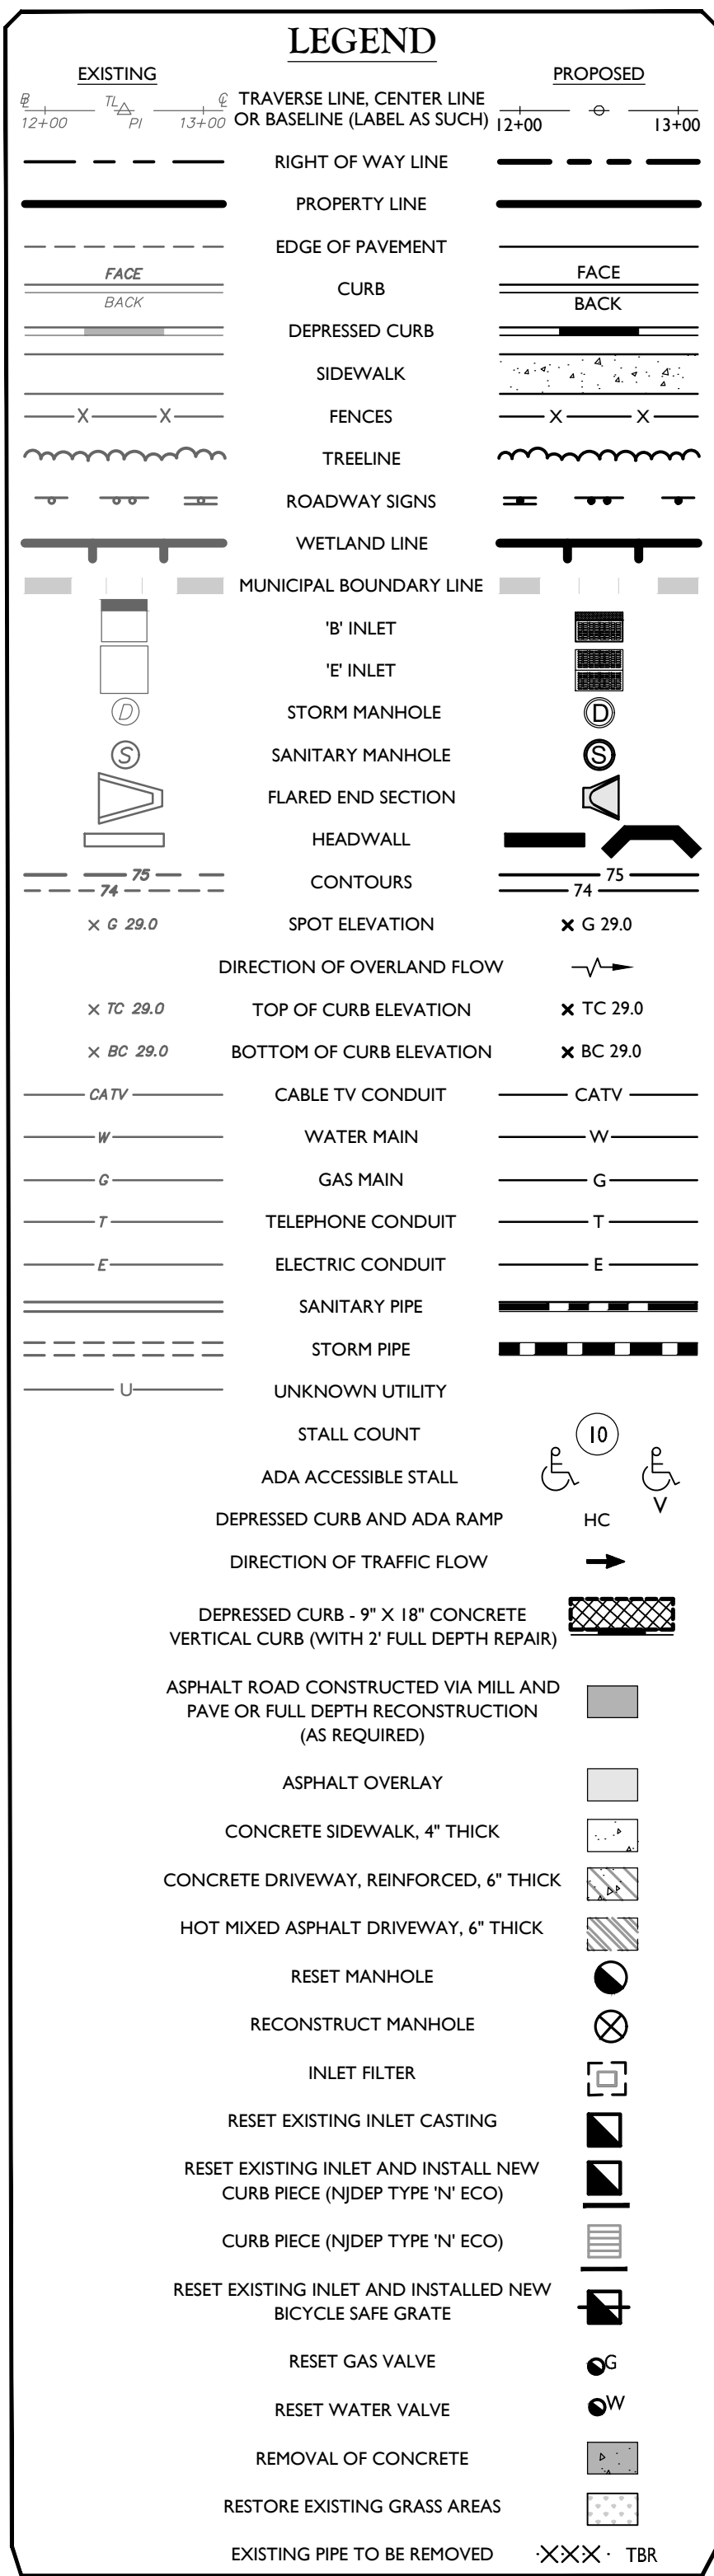 LEGEND
EXISTING PROPOSED
BL TL CL TRAVERSE LINE, CENTER LINE
12+00 PI 13+00 OR BASELINE (LABEL AS SUCH) 12+00 13+00
RIGHT OF WAY LINE
PROPERTY LINE
EDGE OF PAVEMENT
FACE CURB FACE
BACK BACK
DEPRESSED CURB
SIDEWALK
X X FENCES X X
TREELINE
ROADWAY SIGNS
WETLAND LINE
MUNICIPAL BOUNDARY LINE
'B' INLET
'E' INLET
D STORM MANHOLE D
S SANITARY MANHOLE S
FLARED END SECTION
HEADWALL
75 CONTOURS 75
74 74
× G 29.0 SPOT ELEVATION × G 29.0
DIRECTION OF OVERLAND FLOW
× TC 29.0 TOP OF CURB ELEVATION × TC 29.0
× BC 29.0 BOTTOM OF CURB ELEVATION × BC 29.0
CATV CABLE TV CONDUIT CATV
W WATER MAIN W
G GAS MAIN G
T TELEPHONE CONDUIT T
E ELECTRIC CONDUIT E
SANITARY PIPE
STORM PIPE
U UNKNOWN UTILITY
STALL COUNT 10
ADA ACCESSIBLE STALL
V
DEPRESSED CURB AND ADA RAMP HC
DIRECTION OF TRAFFIC FLOW
DEPRESSED CURB - 9" X 18" CONCRETE
VERTICAL CURB (WITH 2' FULL DEPTH REPAIR)
ASPHALT ROAD CONSTRUCTED VIA MILL AND
PAVE OR FULL DEPTH RECONSTRUCTION
(AS REQUIRED)
ASPHALT OVERLAY
CONCRETE SIDEWALK, 4" THICK
CONCRETE DRIVEWAY, REINFORCED, 6" THICK
HOT MIXED ASPHALT DRIVEWAY, 6" THICK
RESET MANHOLE
RECONSTRUCT MANHOLE
INLET FILTER
RESET EXISTING INLET CASTING
RESET EXISTING INLET AND INSTALL NEW
CURB PIECE (NJDEP TYPE 'N' ECO)
CURB PIECE (NJDEP TYPE 'N' ECO)
RESET EXISTING INLET AND INSTALLED NEW
BICYCLE SAFE GRATE
RESET GAS VALVE G
RESET WATER VALVE W
REMOVAL OF CONCRETE
RESTORE EXISTING GRASS AREAS
EXISTING PIPE TO BE REMOVED XXX TBR